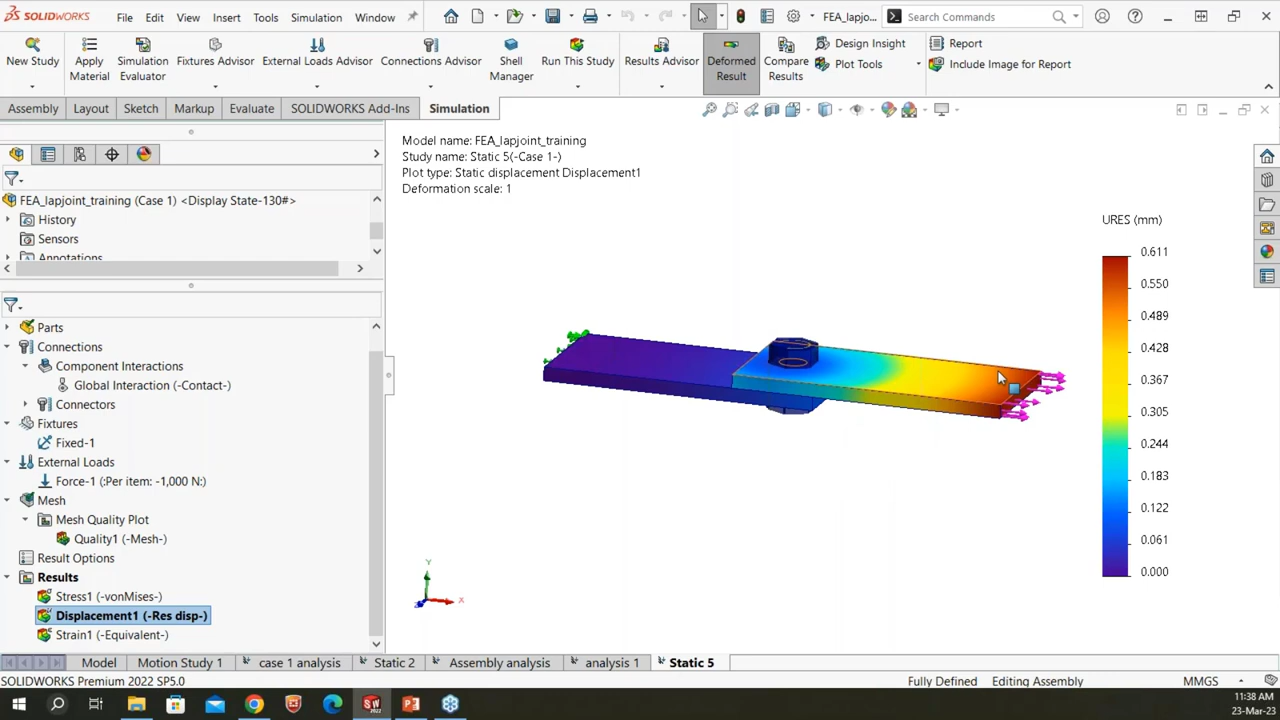 SOLIDWORKS File Edit View Insert Tools Simulation Window FEA_lapjo... Search Commands
New Study
Apply Material
Simulation Evaluator
Fixtures Advisor
External Loads Advisor
Connections Advisor
Shell Manager
Run This Study
Results Advisor
Deformed Result
Compare Results
Design Insight
Plot Tools
Report
Include Image for Report
Assembly Layout Sketch Markup Evaluate SOLIDWORKS Add-Ins Simulation
FEA_lapjoint_training (Case 1) <Display State-130#>
History
Sensors
Annotations
Parts
Connections
Component Interactions
Global Interaction (-Contact-)
Connectors
Fixtures
Fixed-1
External Loads
Force-1 (:Per item: -1,000 N:)
Mesh
Mesh Quality Plot
Quality1 (-Mesh-)
Result Options
Results
Stress1 (-vonMises-)
Displacement1 (-Res disp-)
Strain1 (-Equivalent-)
Model name: FEA_lapjoint_training
Study name: Static 5(-Case 1-)
Plot type: Static displacement Displacement1
Deformation scale: 1
URES (mm)
0.611
0.550
0.489
0.428
0.367
0.305
0.244
0.183
0.122
0.061
0.000
Y
X
Z
Model Motion Study 1 case 1 analysis Static 2 Assembly analysis analysis 1 Static 5
SOLIDWORKS Premium 2022 SP5.0 Fully Defined Editing Assembly MMGS
11:38 AM
23-Mar-23